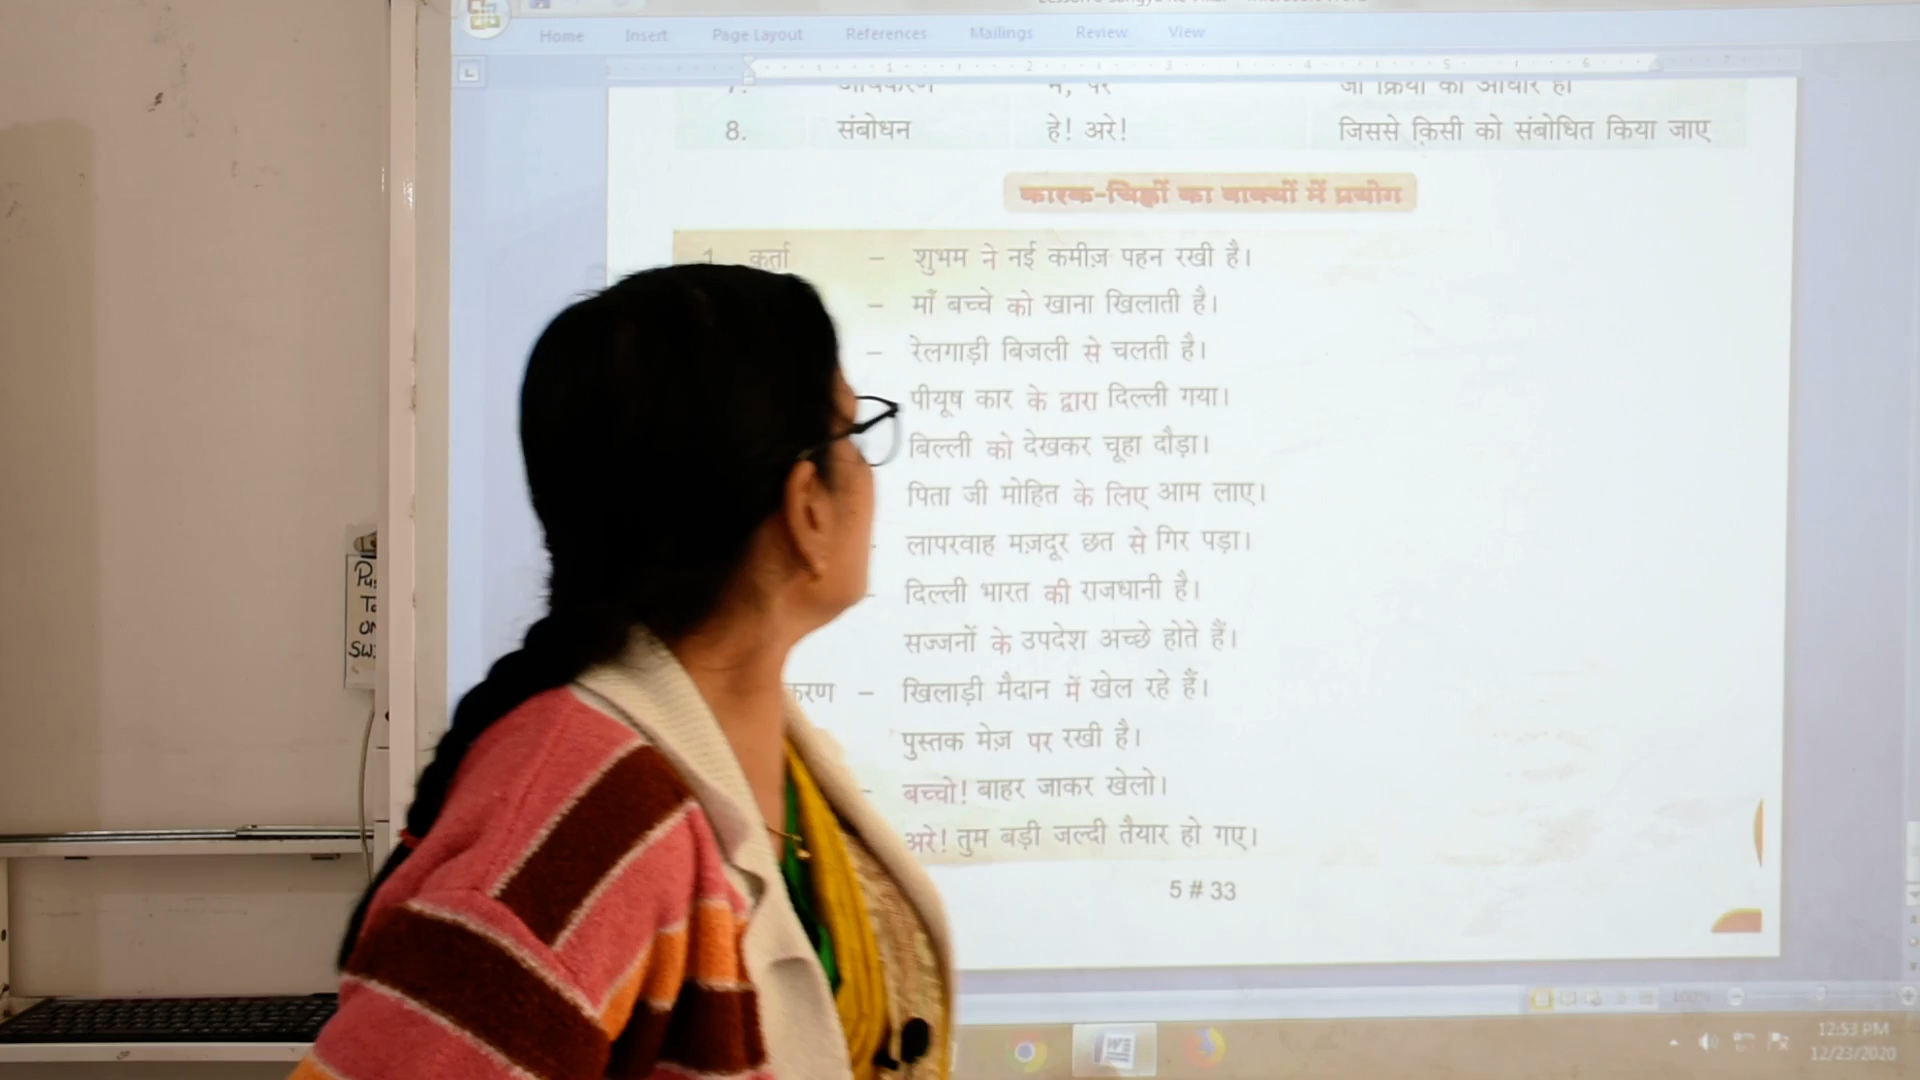 Home Insert Page Layout References Mailings Review View
8. संबोधन हे! अरे! जिससे किसी को संबोधित किया जाए
कारक-चिह्नों का वाक्यों में प्रयोग
1. कर्ता – शुभम ने नई कमीज़ पहन रखी है।
– माँ बच्चे को खाना खिलाती है।
– रेलगाड़ी बिजली से चलती है।
पीयूष कार के द्वारा दिल्ली गया।
बिल्ली को देखकर चूहा दौड़ा।
पिता जी मोहित के लिए आम लाए।
लापरवाह मज़दूर छत से गिर पड़ा।
दिल्ली भारत की राजधानी है।
सज्जनों के उपदेश अच्छे होते हैं।
करण – खिलाड़ी मैदान में खेल रहे हैं।
पुस्तक मेज़ पर रखी है।
– बच्चो! बाहर जाकर खेलो।
अरे! तुम बड़ी जल्दी तैयार हो गए।
5 # 33
12:53 PM
12/23/2020